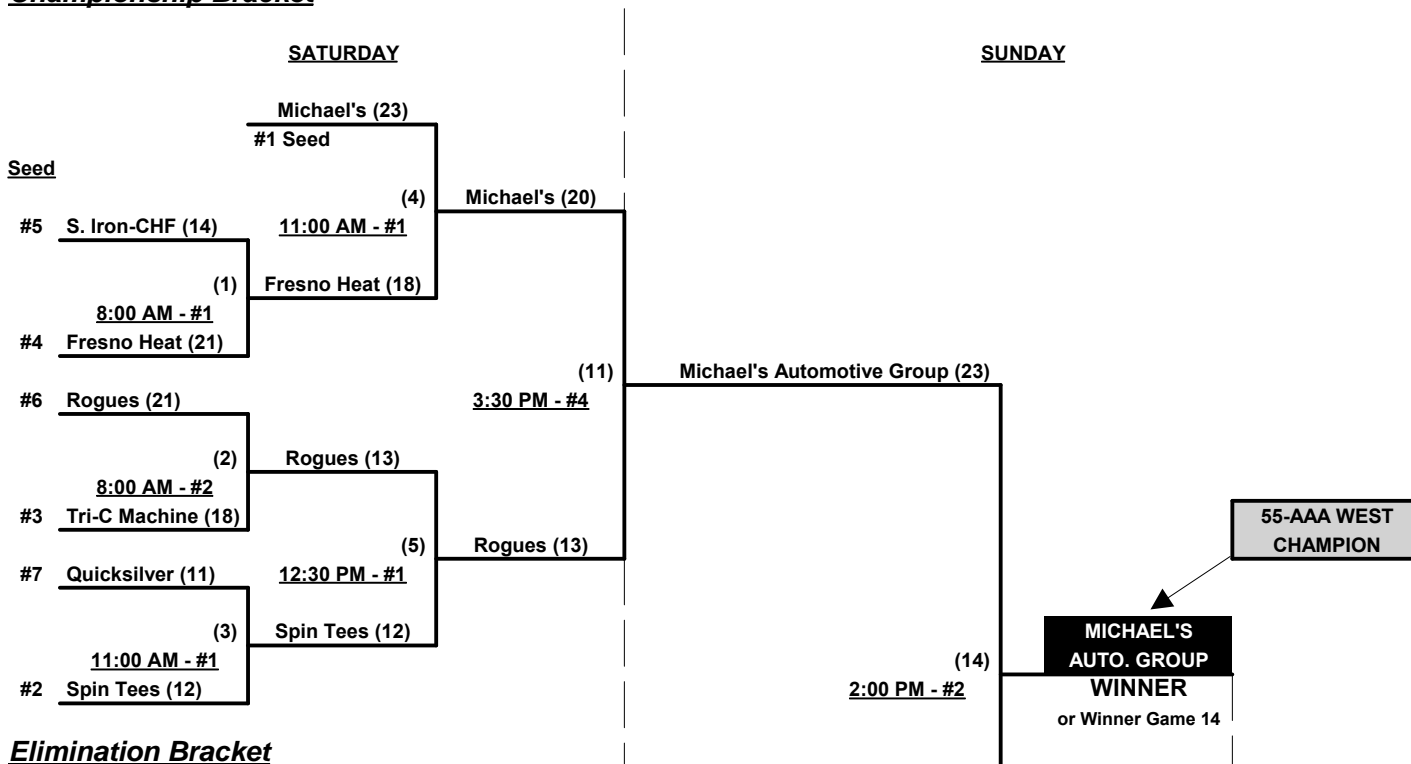 Championship Bracket
SATURDAY
SUNDAY
Michael's (23)
#1 Seed
Seed
(4)
Michael's (20)
#5 S. Iron-CHF (14)
11:00 AM - #1
(1)
Fresno Heat (18)
8:00 AM - #1
#4 Fresno Heat (21)
(11)
Michael's Automotive Group (23)
#6 Rogues (21)
3:30 PM - #4
(2)
Rogues (13)
8:00 AM - #2
#3 Tri-C Machine (18)
55-AAA WEST
CHAMPION
(5)
Rogues (13)
#7 Quicksilver (11)
12:30 PM - #1
(3)
Spin Tees (12)
MICHAEL'S
AUTO. GROUP
11:00 AM - #1
(14)
#2 Spin Tees (12)
2:00 PM - #2
WINNER
or Winner Game 14
Elimination Bracket